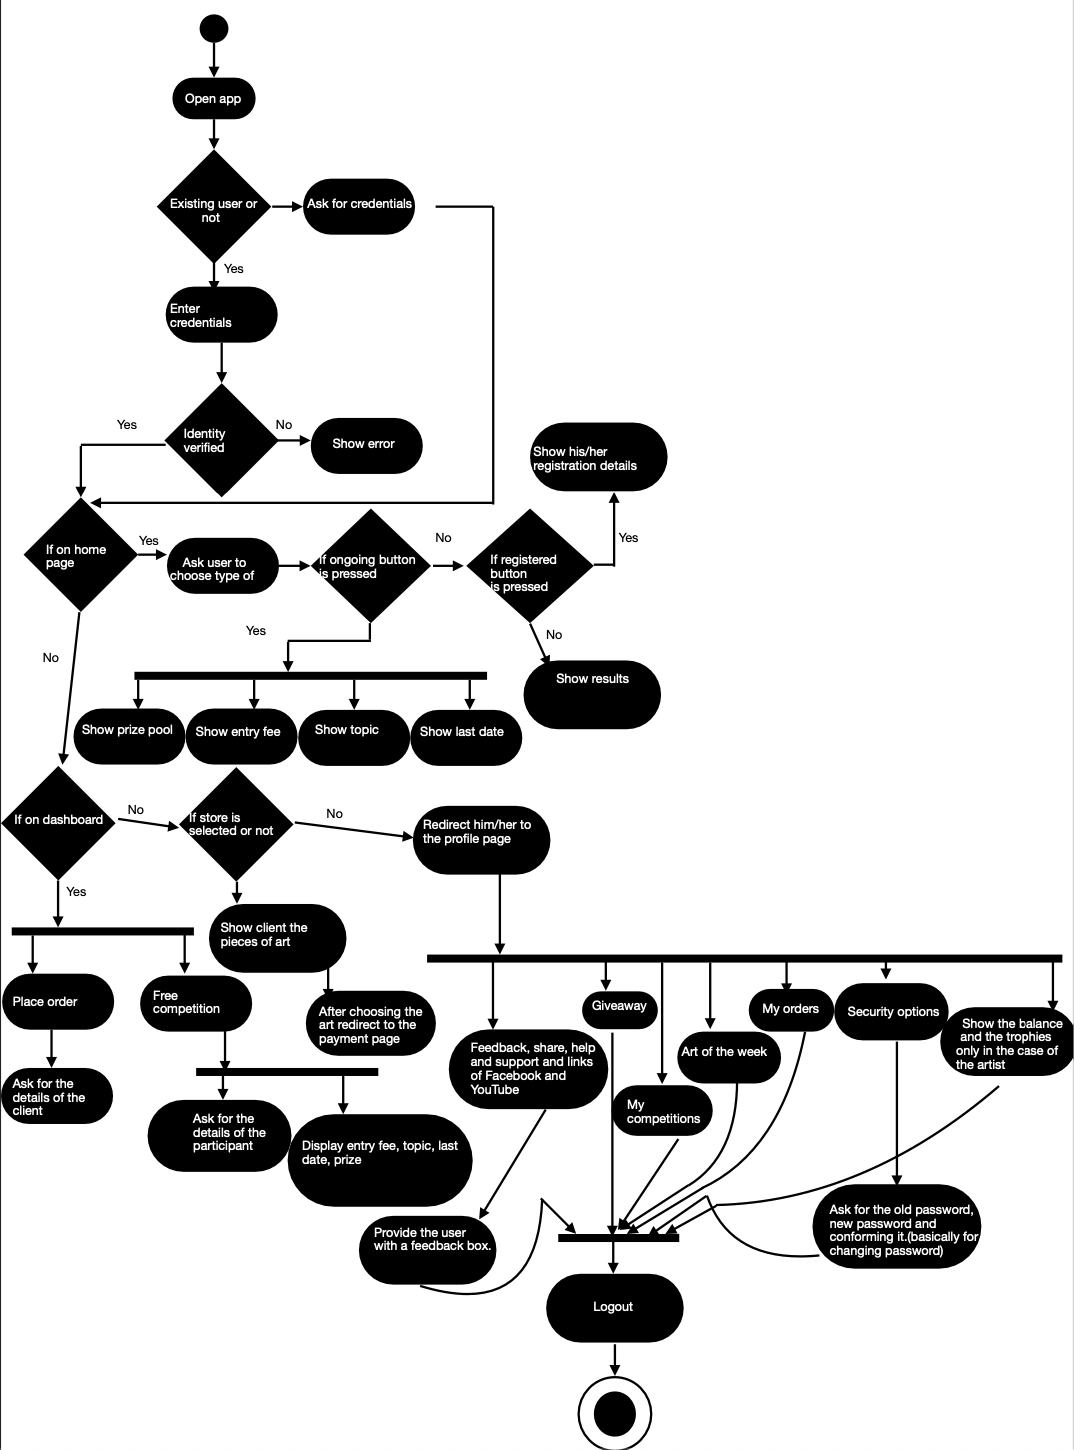 Open app
Existing user or
not
Ask for credentials
Yes
Enter
credentials
Yes
Identity
verified
No
Show error
Show his/her
registration details
If on home
page
Yes
Ask user to
choose type of
If ongoing button
is pressed
No
If registered
button
is pressed
Yes
No
Yes
No
Show results
Show prize pool
Show entry fee
Show topic
Show last date
If on dashboard
No
If store is
selected or not
No
Redirect him/her to
the profile page
Yes
Show client the
pieces of art
Place order
Free
competition
After choosing the
art redirect to the
payment page
Giveaway
My orders
Security options
Show the balance
and the trophies
only in the case of
the artist
Feedback, share, help
and support and links
of Facebook and
YouTube
Art of the week
My
competitions
Ask for the
details of the
client
Ask for the
details of the
participant
Display entry fee, topic, last
date, prize
Provide the user
with a feedback box.
Ask for the old password,
new password and
conforming it.(basically for
changing password)
Logout